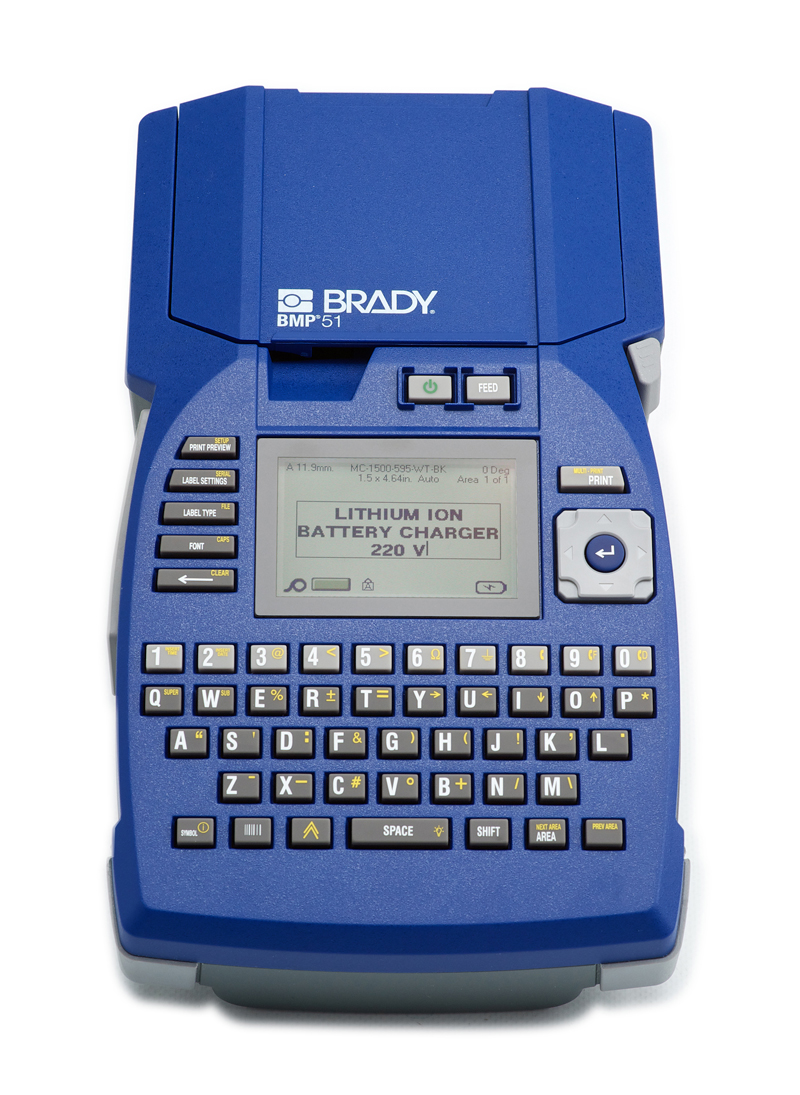 BRADY®
BMP®51
FEED
SETUP
PRINT PREVIEW
SERIAL
LABEL SETTINGS
FILE
LABEL TYPE
CAPS
FONT
CLEAR
A 11.9mm. MC-1500-595-WT-BK 0 Deg
1.5 x 4.64in. Auto Area 1 of 1
LITHIUM ION
BATTERY CHARGER
220 V
A
MULTI-PRINT
PRINT
1 2 3 @ 4 < 5 > 6 Ω 7 8 9 0
Q SUPER W SUB E % R ± T = Y → U ← I ↓ O ↑ P *
A “ S ' D : F & G ) H ( J ! K , L .
Z - X – C # V ° B + N / M \
SYMBOL SPACE SHIFT NEXT AREA AREA PREV AREA